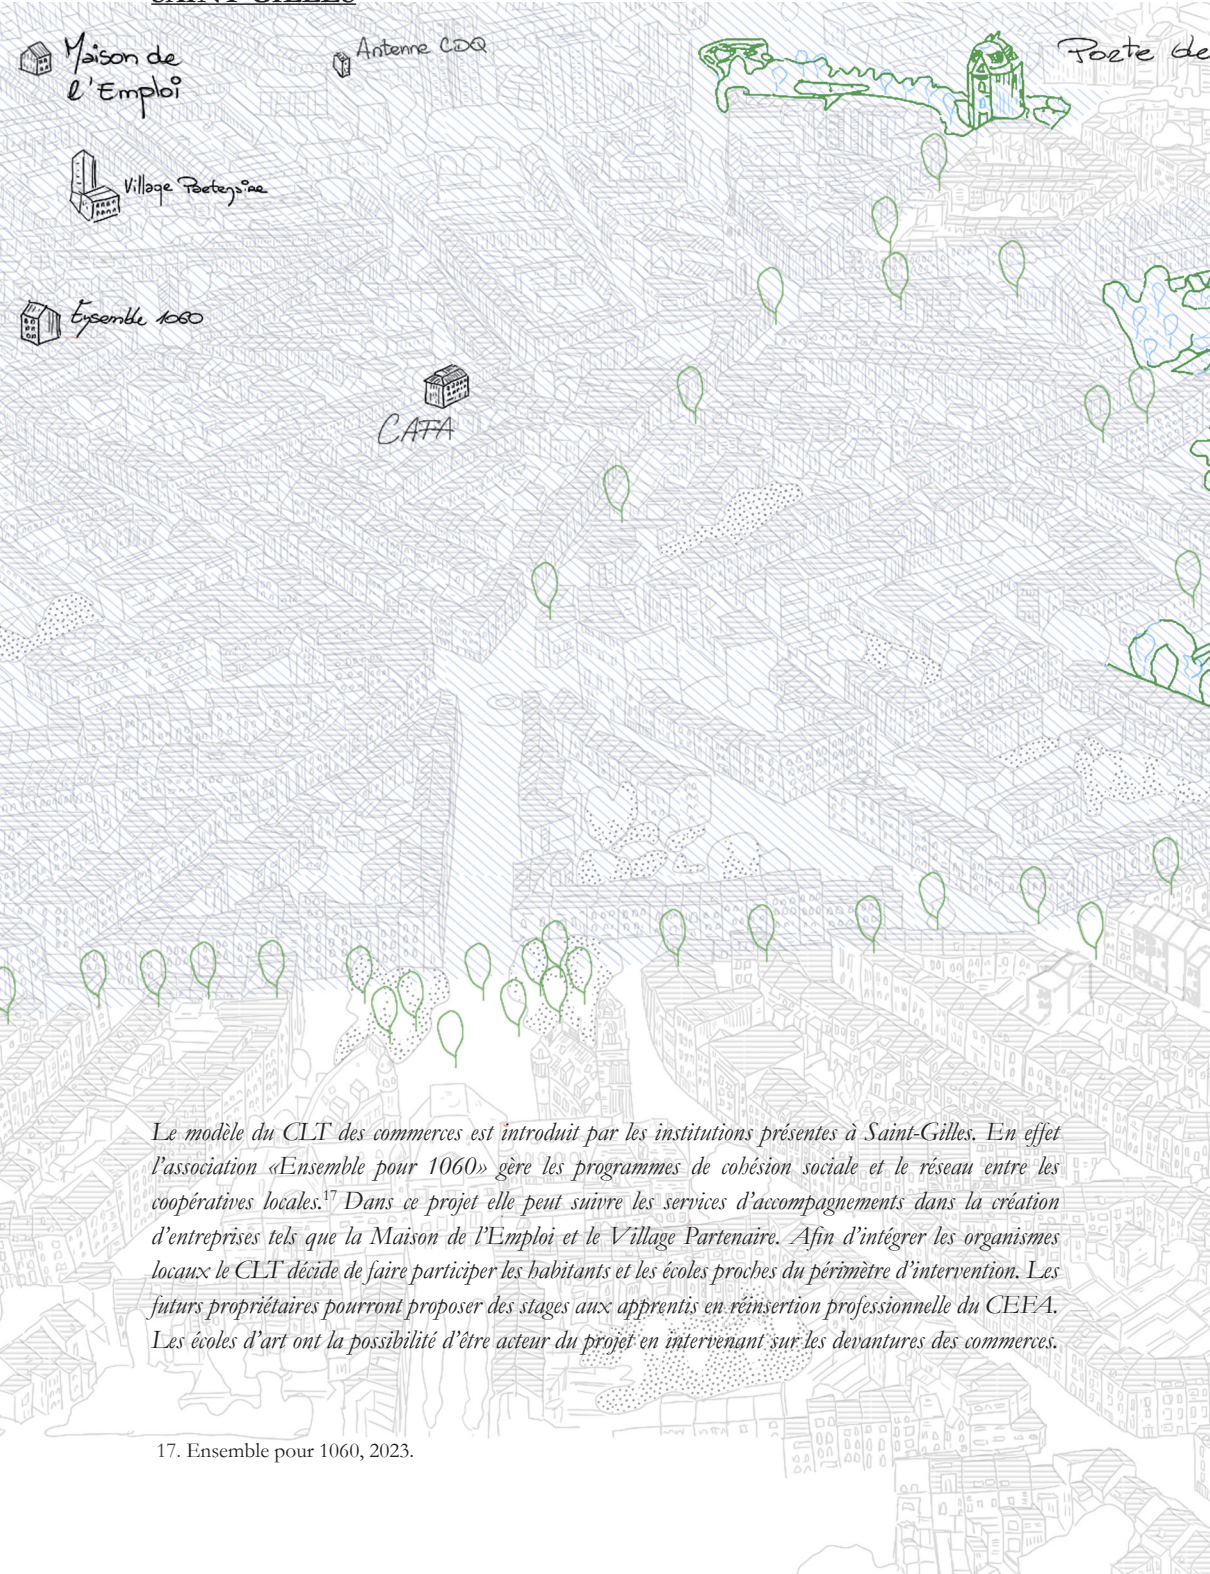 SAINT-GILLES
Maison de
l'Emploi
Antenne CDQ
Porte de
Village Partenaire
Ensemble 1060
CAFA
Le modèle du CLT des commerces est introduit par les institutions présentes à Saint-Gilles. En effet
l'association «Ensemble pour 1060» gère les programmes de cohésion sociale et le réseau entre les
coopératives locales.17 Dans ce projet elle peut suivre les services d'accompagnements dans la création
d'entreprises tels que la Maison de l'Emploi et le Village Partenaire. Afin d'intégrer les organismes
locaux le CLT décide de faire participer les habitants et les écoles proches du périmètre d'intervention. Les
futurs propriétaires pourront proposer des stages aux apprentis en réinsertion professionnelle du CEFA.
Les écoles d'art ont la possibilité d'être acteur du projet en intervenant sur les devantures des commerces.
17. Ensemble pour 1060, 2023.